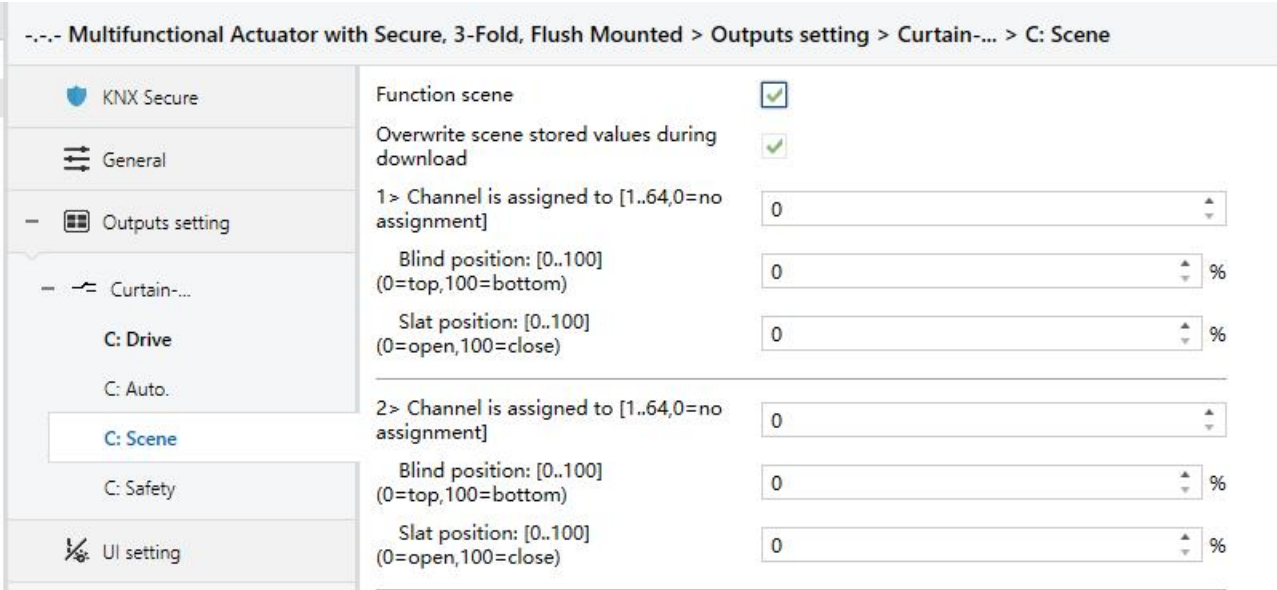 -.-.- Multifunctional Actuator with Secure, 3-Fold, Flush Mounted > Outputs setting > Curtain-... > C: Scene
KNX Secure
General
Outputs setting
Curtain-...
C: Drive
C: Auto.
C: Scene
C: Safety
UI setting
Function scene
Overwrite scene stored values during
download
1> Channel is assigned to [1..64,0=no
assignment]
0
Blind position: [0..100]
(0=top,100=bottom)
0 %
Slat position: [0..100]
(0=open,100=close)
0 %
2> Channel is assigned to [1..64,0=no
assignment]
0
Blind position: [0..100]
(0=top,100=bottom)
0 %
Slat position: [0..100]
(0=open,100=close)
0 %